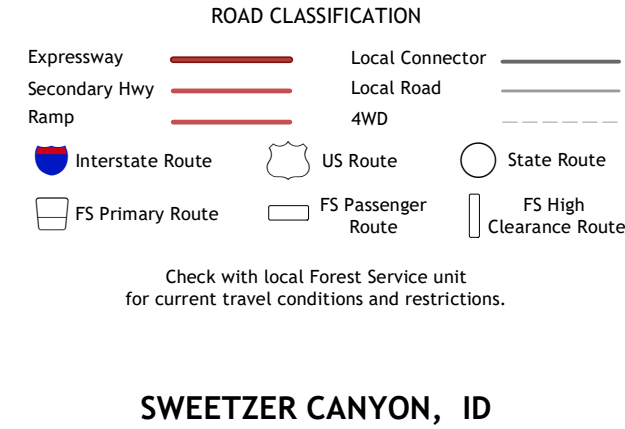 ROAD CLASSIFICATION
Expressway
Local Connector
Secondary Hwy
Local Road
Ramp
4WD
Interstate Route
US Route
State Route
FS Primary Route
FS Passenger
Route
FS High
Clearance Route
Check with local Forest Service unit
for current travel conditions and restrictions.
SWEETZER CANYON, ID